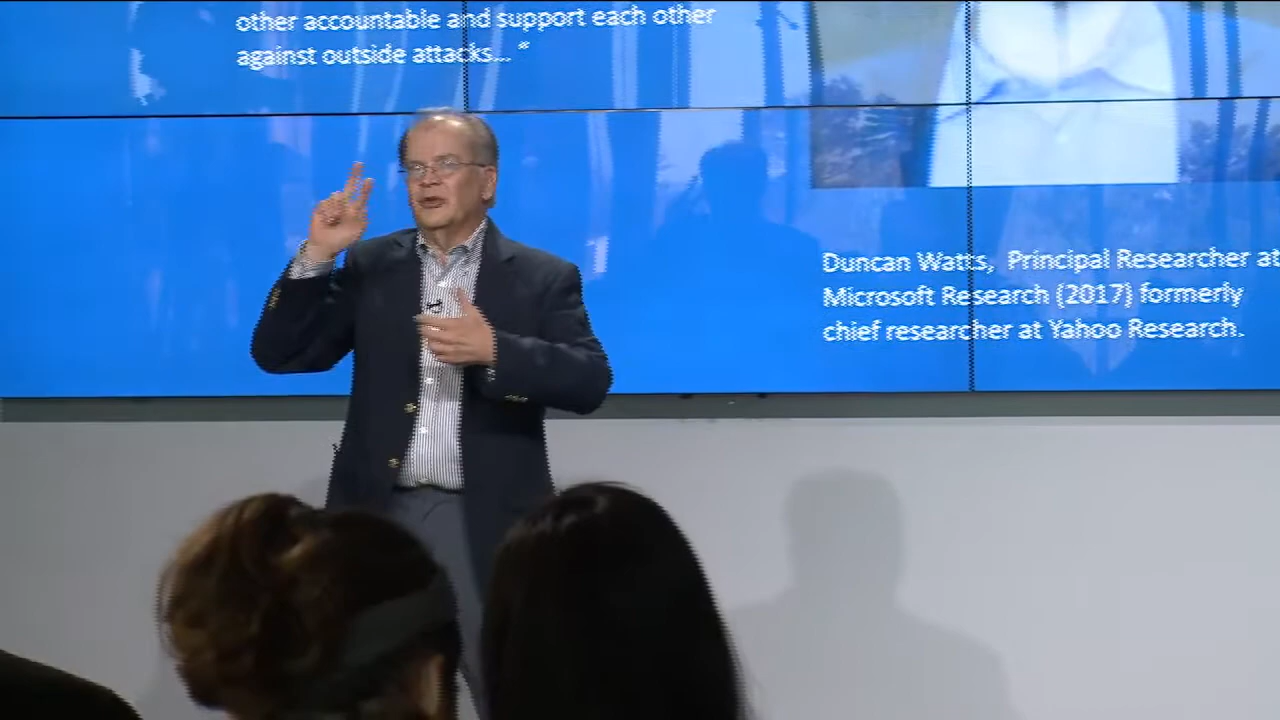 other accountable and support each other
against outside attacks... “
Duncan Watts,  Principal Researcher at
Microsoft Research (2017) formerly
chief researcher at Yahoo Research.